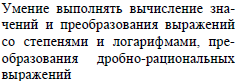 Умение выполнять вычисление зна-
чений и преобразования выражений
со степенями и логарифмами, пре-
образования дробно-рациональных
выражений